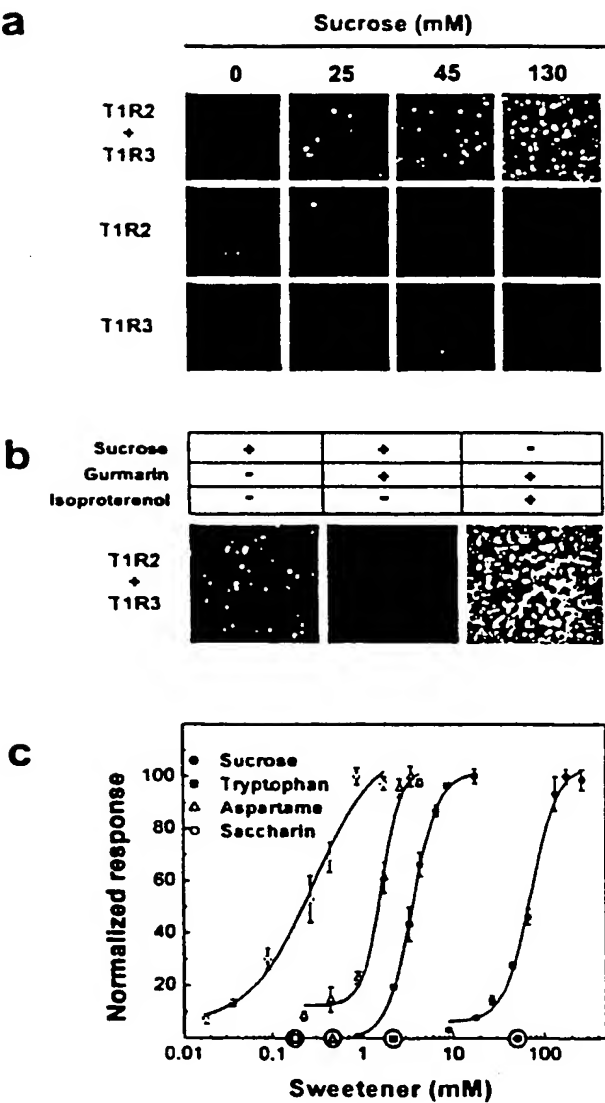 a
Sucrose (mM)
0 25 45 130
T1R2
+
T1R3
T1R2
T1R3
b
Sucrose + + -
Gurmarin - + +
Isoproterenol - - +
T1R2
+
T1R3
c
Normalized response
100
80
60
40
20
Sucrose
Tryptophan
Aspartame
Saccharin
0.01 0.1 1 10 100
Sweetener (mM)